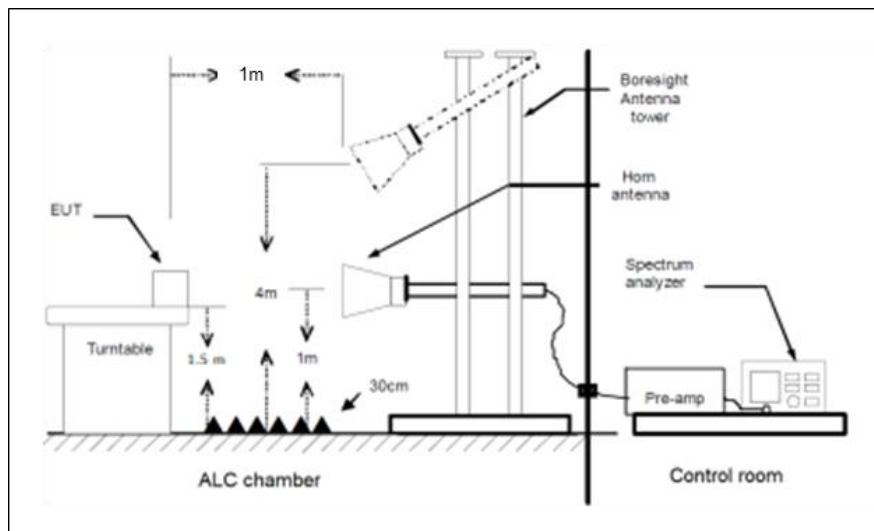 1m
Boresight
Antenna
tower
Horn
antenna
EUT
Spectrum
analyzer
4m
Turntable
1.5 m
1m
30cm
Pre-amp
ALC chamber
Control room